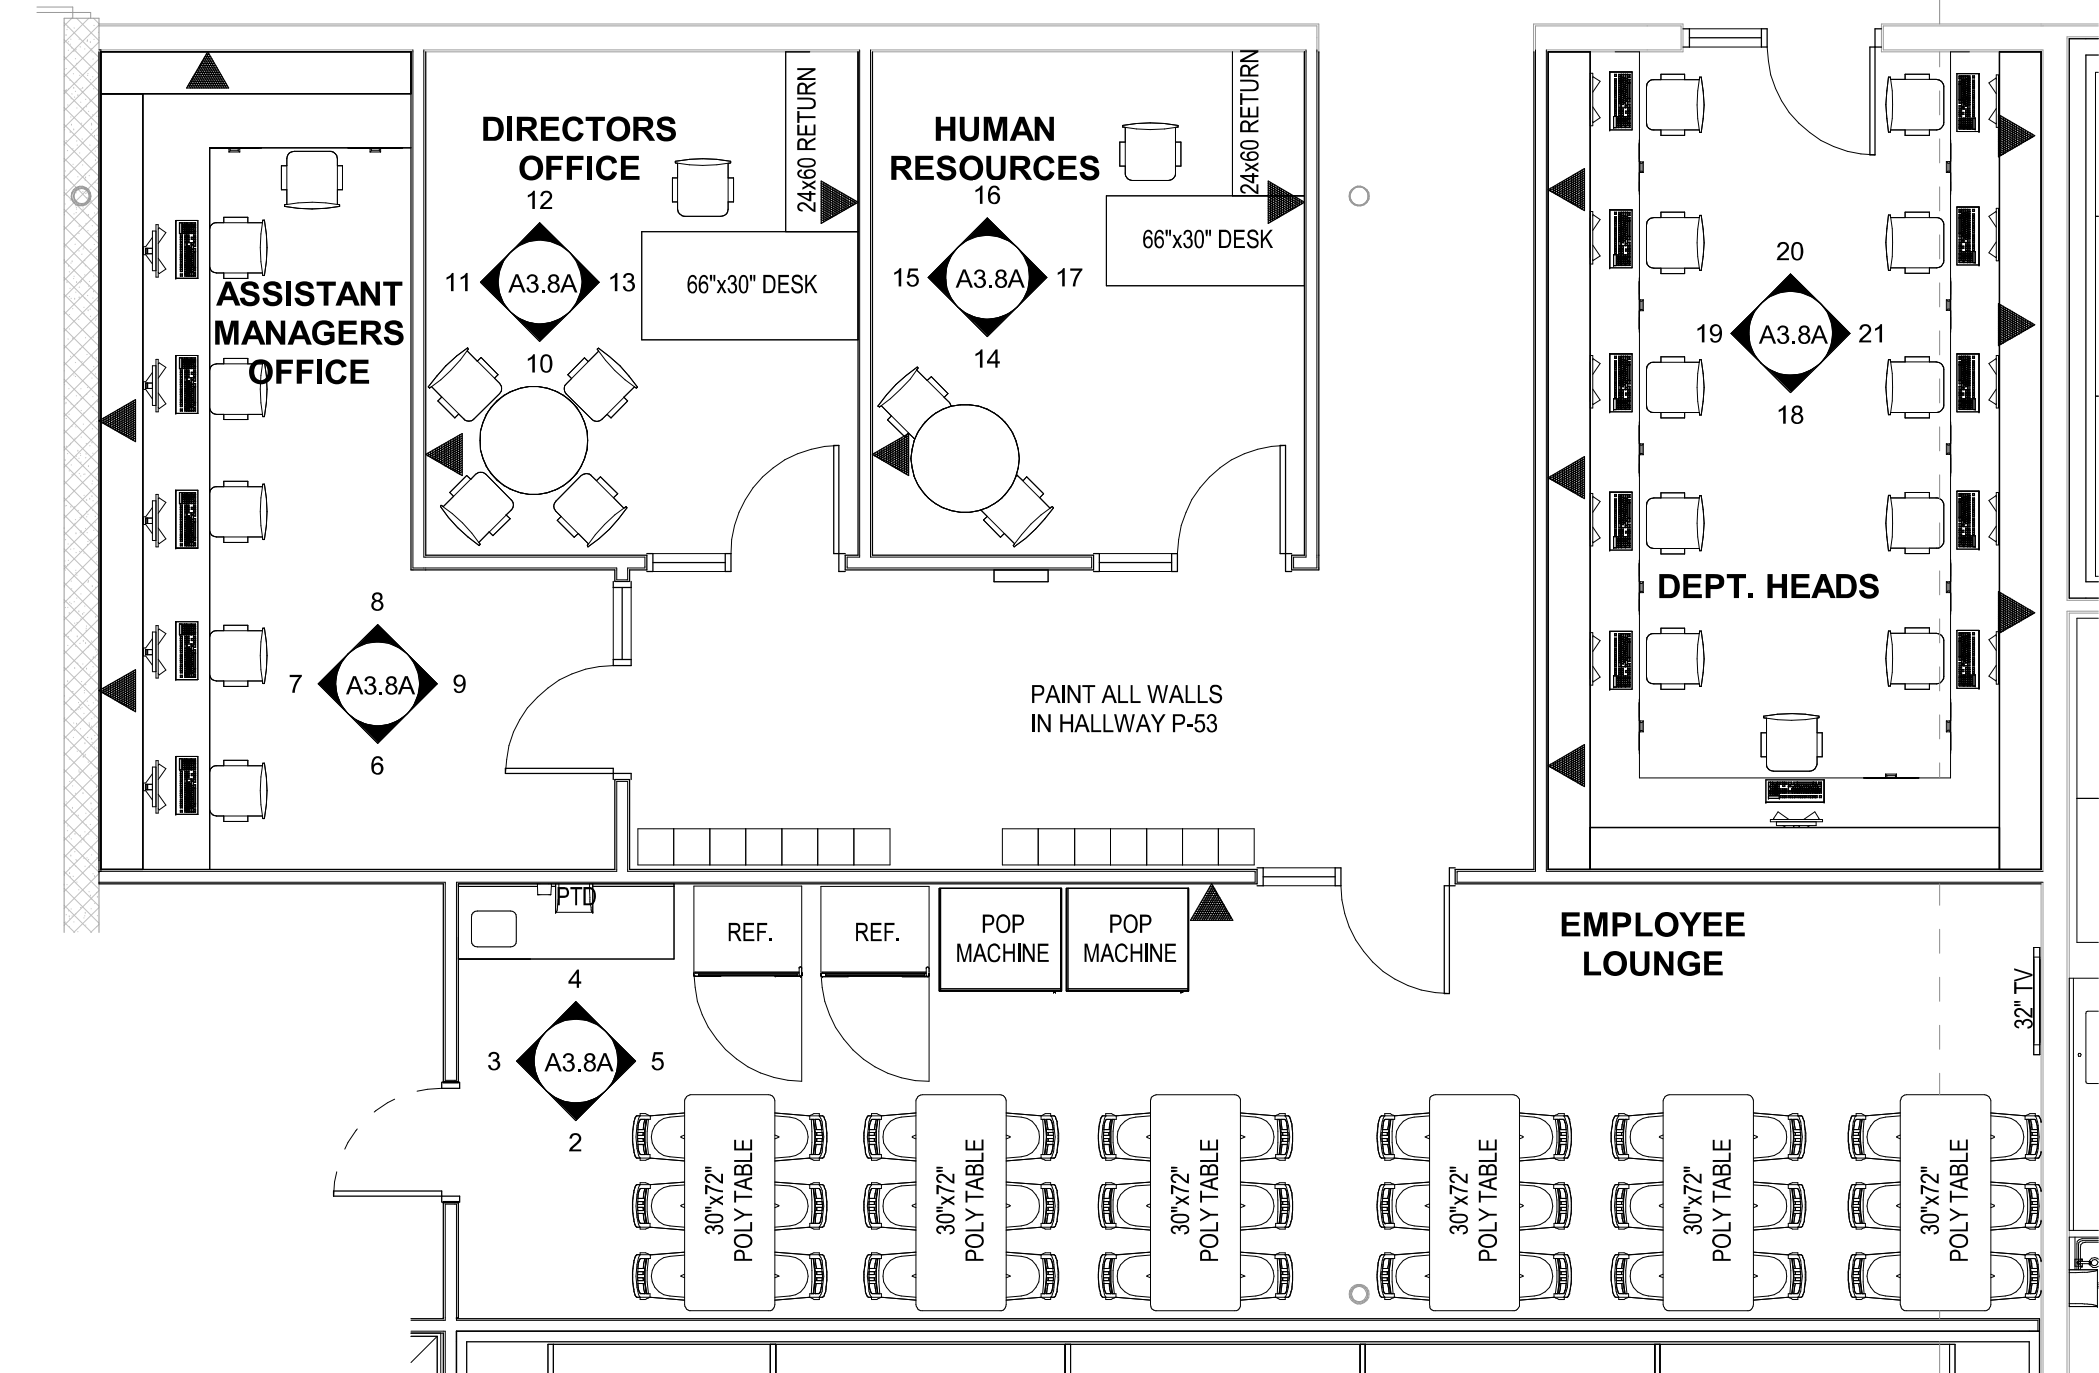 DIRECTORS
OFFICE
12
11
A3.8A
13
10
24x60 RETURN
66"x30" DESK
HUMAN
RESOURCES
16
15
A3.8A
17
14
24x60 RETURN
66"x30" DESK
20
19
A3.8A
21
18
DEPT. HEADS
ASSISTANT
MANAGERS
OFFICE
8
7
A3.8A
9
6
PAINT ALL WALLS
IN HALLWAY P-53
PTD
REF.
REF.
POP
MACHINE
POP
MACHINE
EMPLOYEE
LOUNGE
32" TV
4
3
A3.8A
5
2
30"x72"
POLY TABLE
30"x72"
POLY TABLE
30"x72"
POLY TABLE
30"x72"
POLY TABLE
30"x72"
POLY TABLE
30"x72"
POLY TABLE